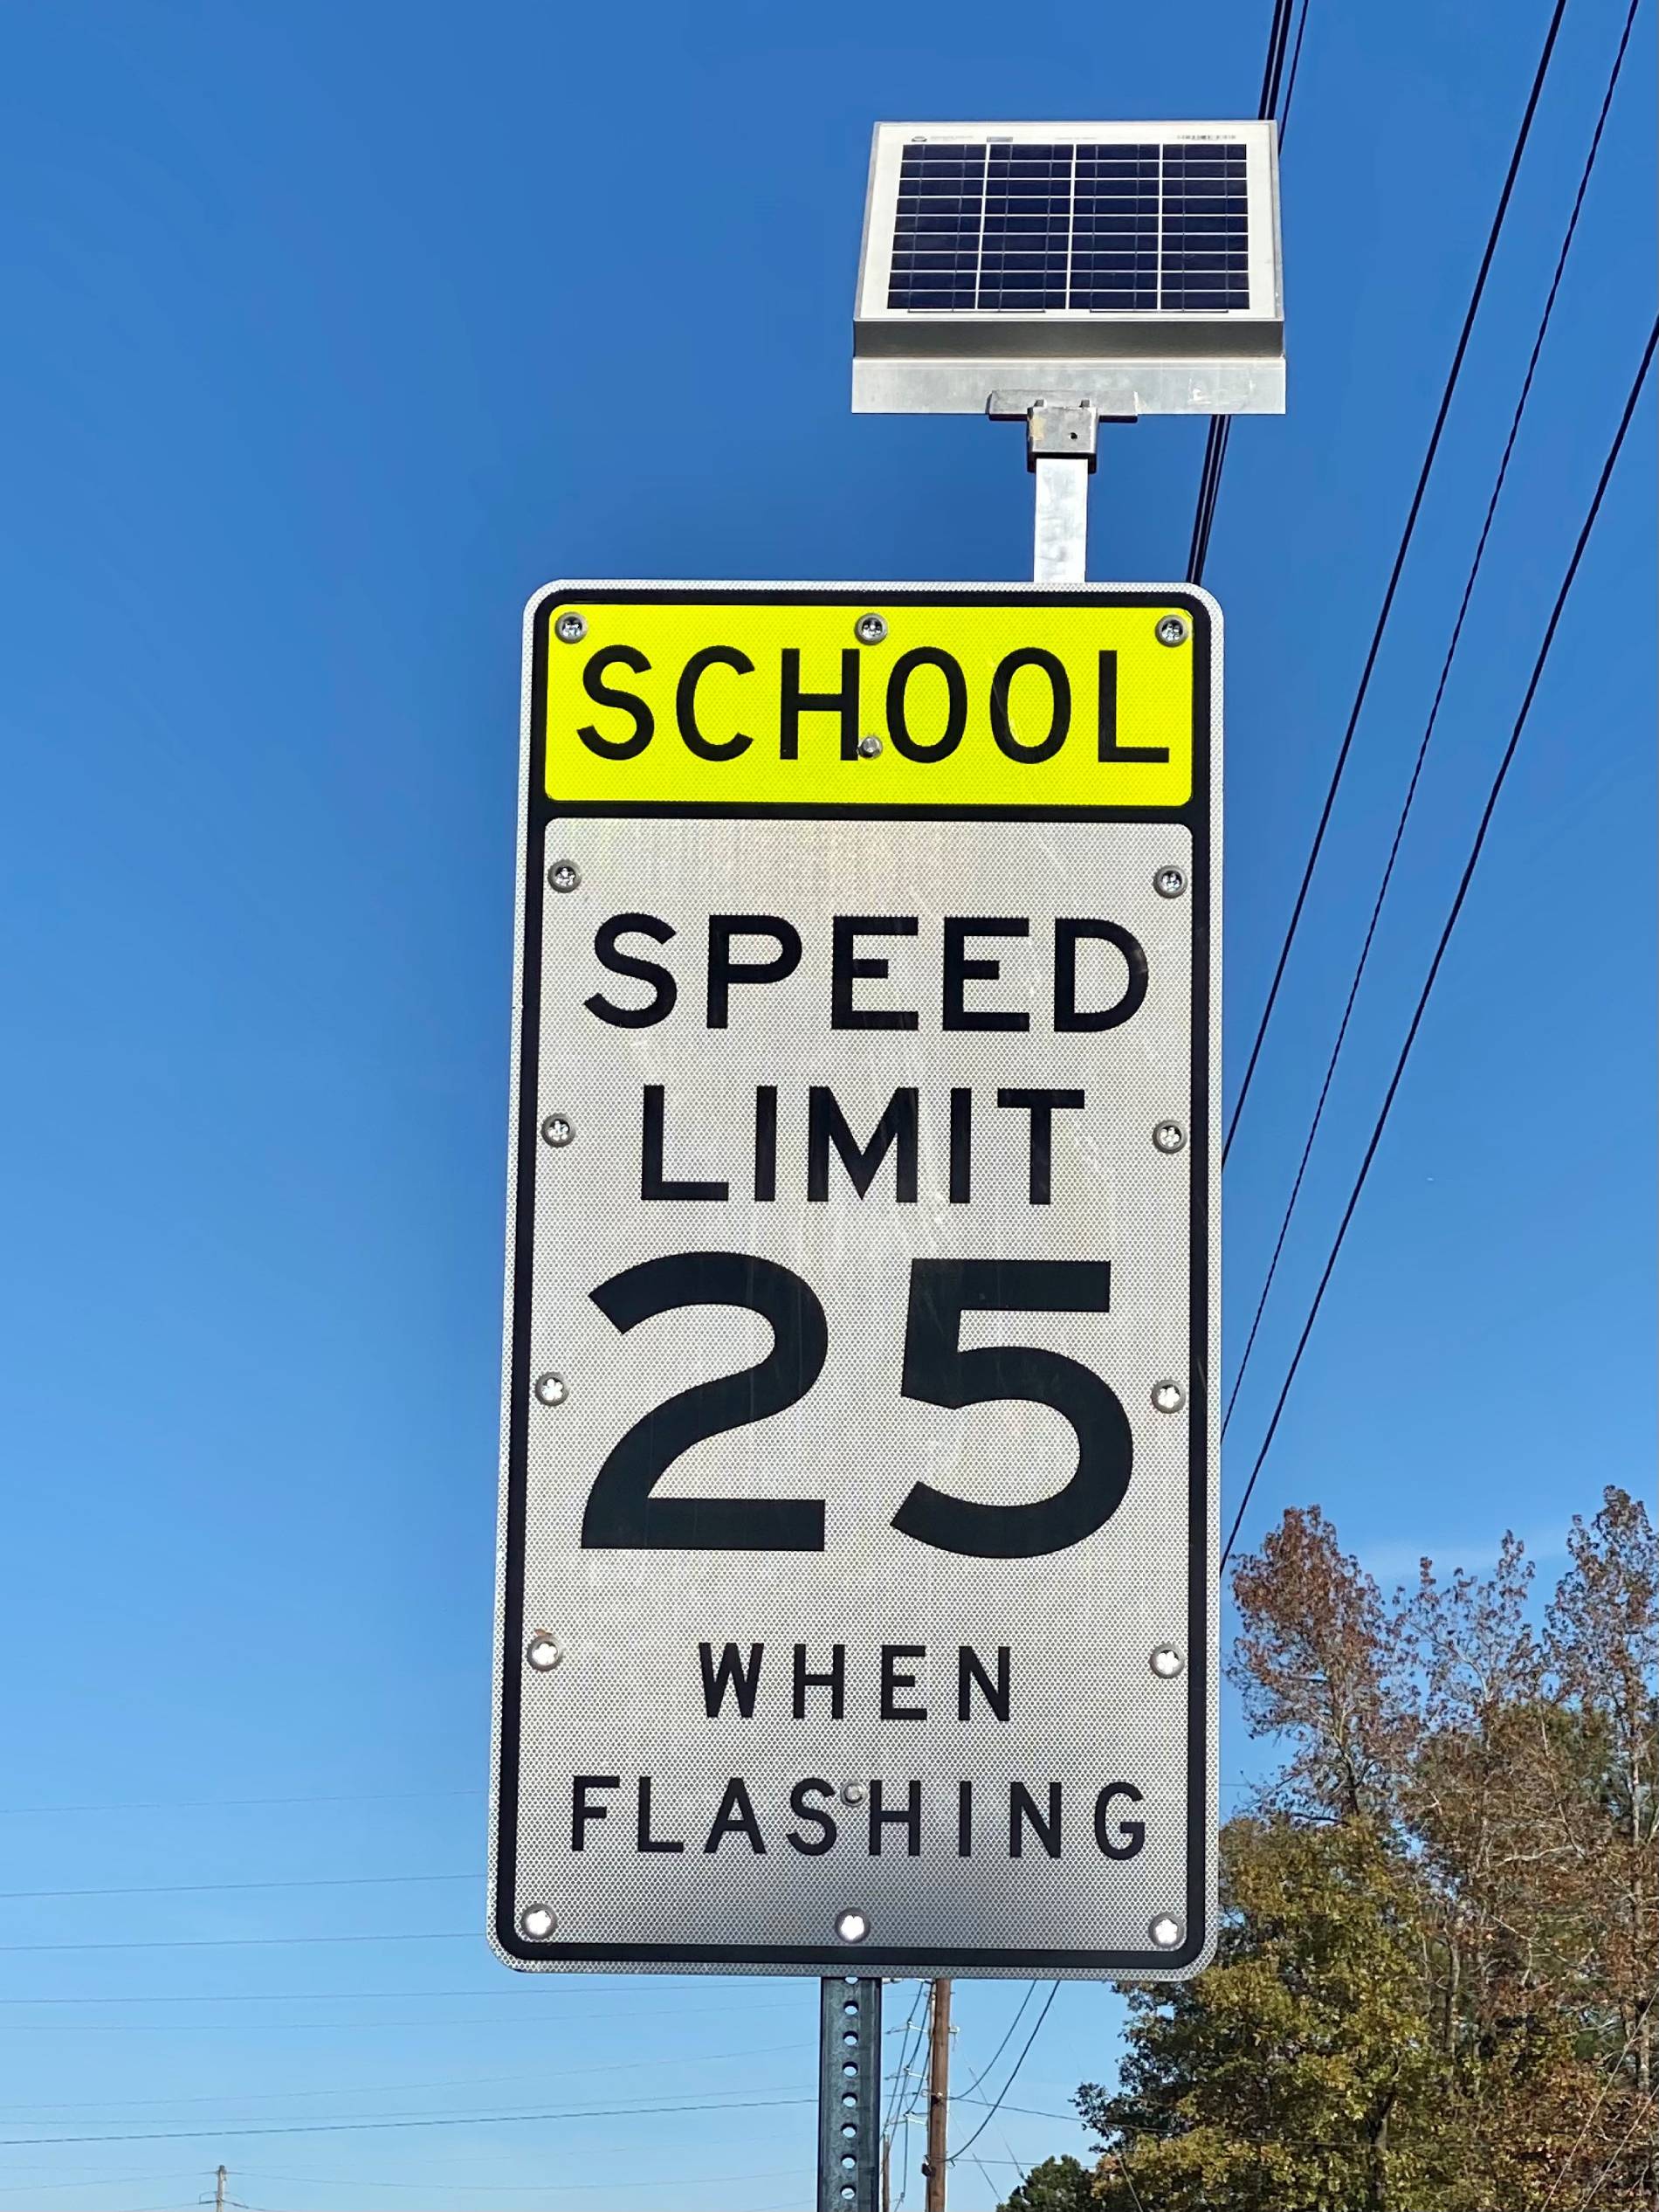 SCHOOL
SPEED
LIMIT
25
WHEN
FLASHING